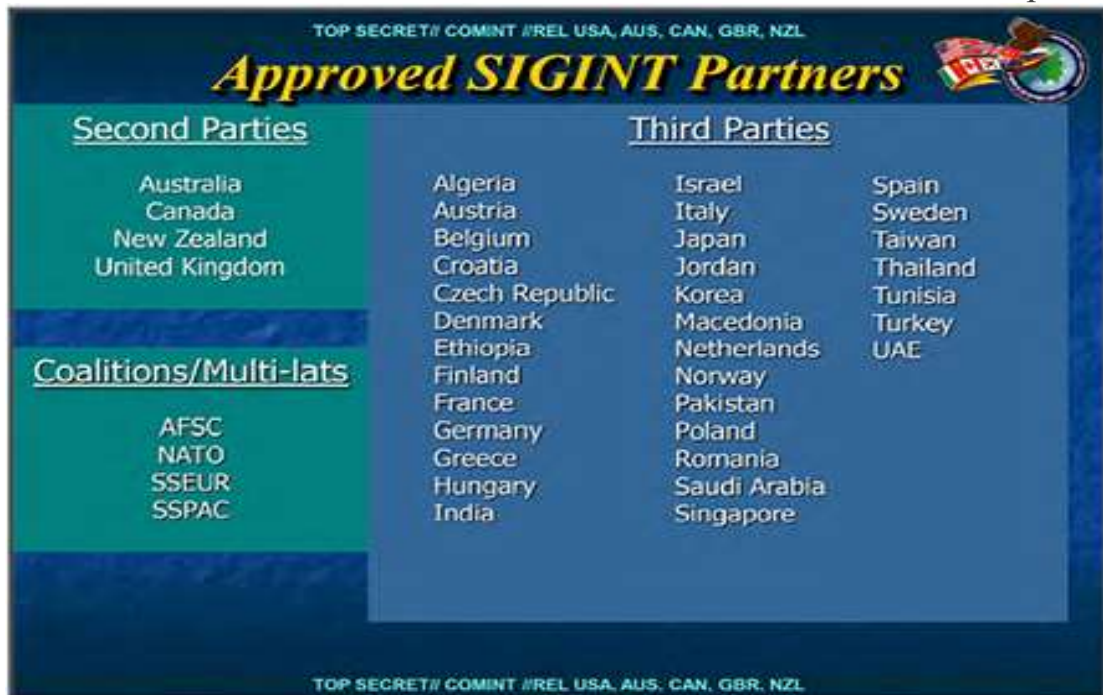 TOP SECRET// COMINT //REL USA, AUS, CAN, GBR, NZL
Approved SIGINT Partners
Second Parties
Australia
Canada
New Zealand
United Kingdom
Coalitions/Multi-lats
AFSC
NATO
SSEUR
SSPAC
Third Parties
Algeria
Austria
Belgium
Croatia
Czech Republic
Denmark
Ethiopia
Finland
France
Germany
Greece
Hungary
India
Israel
Italy
Japan
Jordan
Korea
Macedonia
Netherlands
Norway
Pakistan
Poland
Romania
Saudi Arabia
Singapore
Spain
Sweden
Taiwan
Thailand
Tunisia
Turkey
UAE
TOP SECRET// COMINT //REL USA, AUS, CAN, GBR, NZL